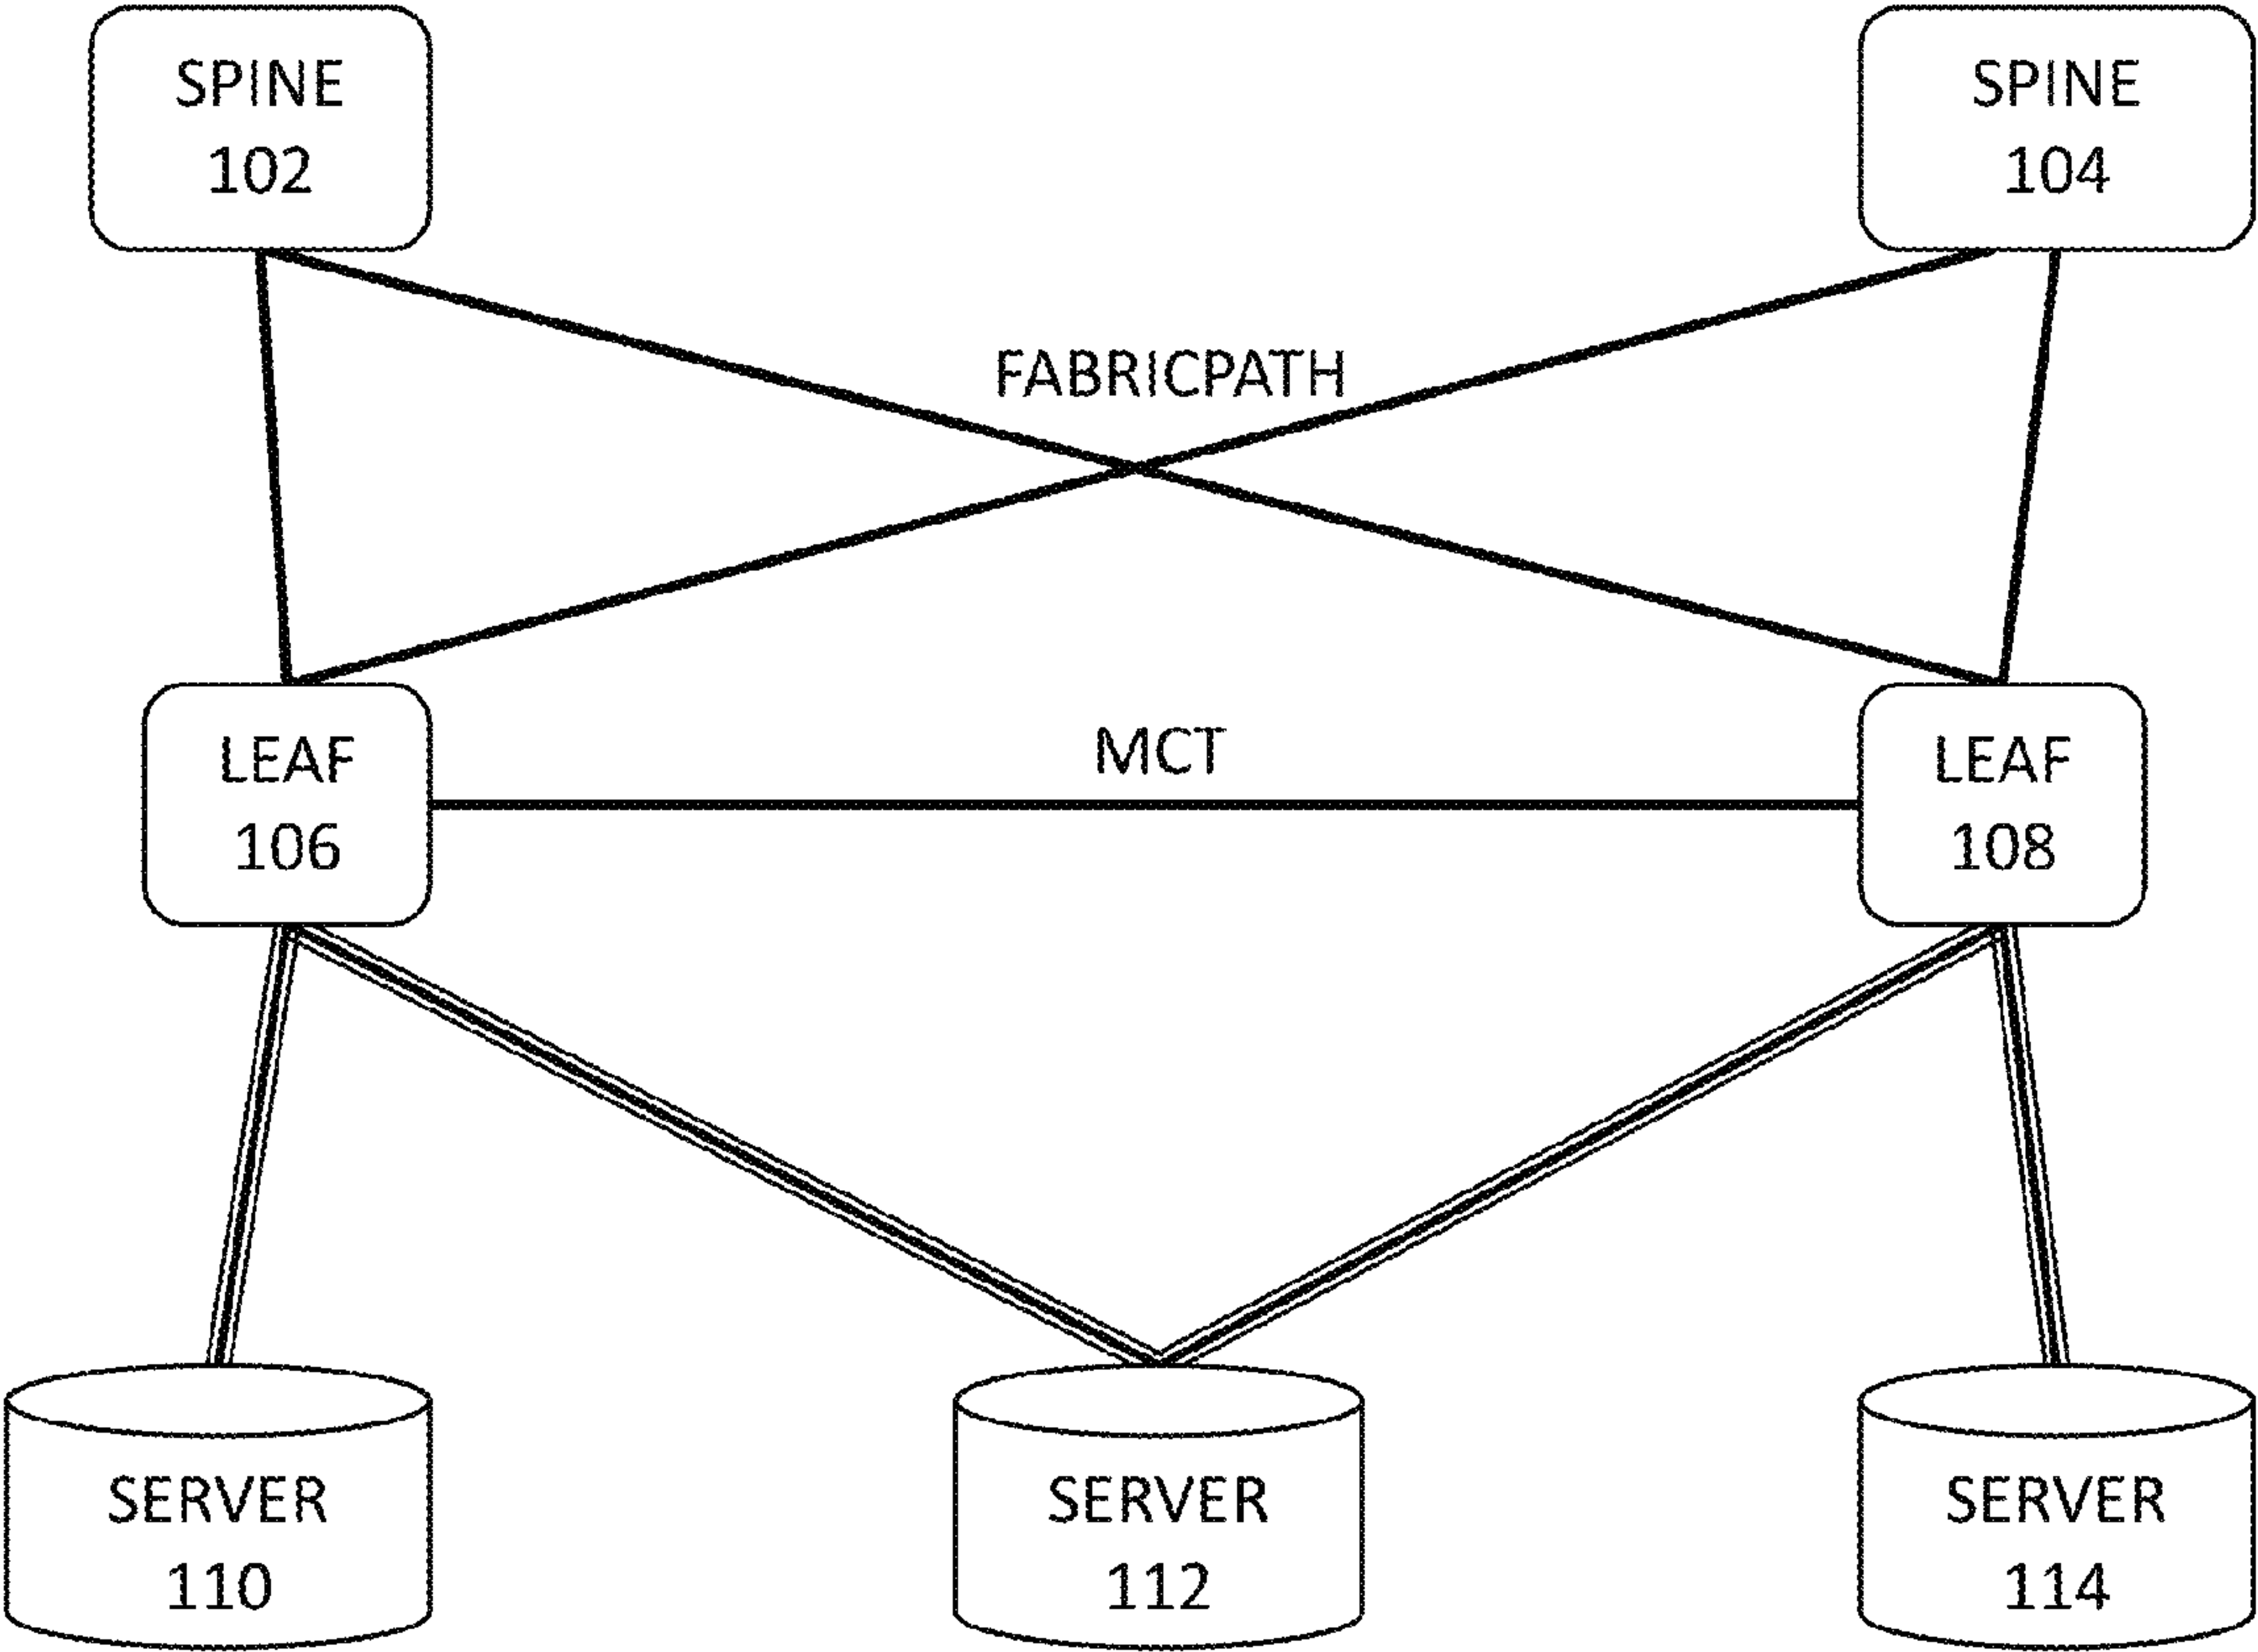 SPINE
102
SPINE
104
FABRICPATH
LEAF
106
MCT
LEAF
108
SERVER
110
SERVER
112
SERVER
114